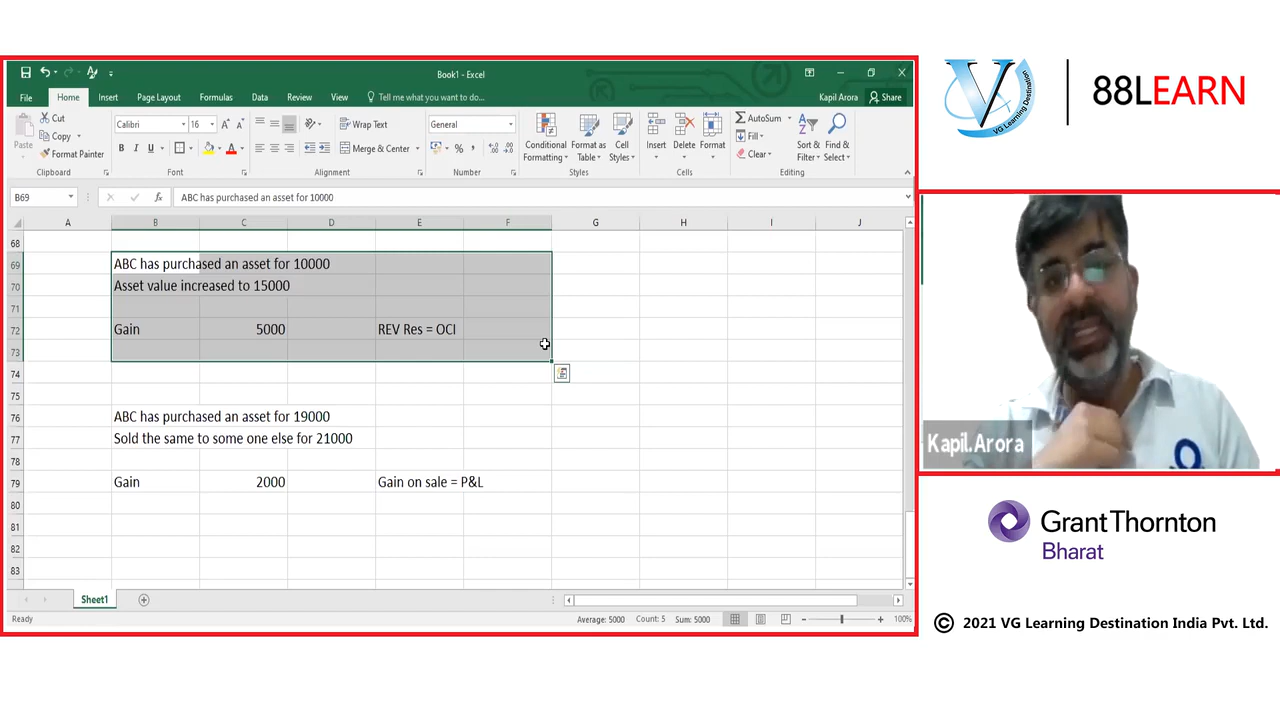 Book1 - Excel
File Home Insert Page Layout Formulas Data Review View Tell me what you want to do... Kapil Arora Share
Paste Cut Copy Format Painter Clipboard
Calibri 16 A A B I U A Font
Wrap Text Merge & Center Alignment
General % , Number
Conditional Formatting Format as Table Cell Styles Styles
Insert Delete Format Cells
AutoSum Fill Clear Sort & Filter Find & Select Editing
B69 fx ABC has purchased an asset for 10000
A B C D E F G H I J
68
69 ABC has purchased an asset for 10000
70 Asset value increased to 15000
71
72 Gain 5000 REV Res = OCI
73
74
75
76 ABC has purchased an asset for 19000
77 Sold the same to some one else for 21000
78
79 Gain 2000 Gain on sale = P&L
80
81
82
83
Sheet1
Ready Average: 5000 Count: 5 Sum: 5000 100%
V VG Learning Destination
88LEARN
Kapil.Arora
Grant Thornton
Bharat
© 2021 VG Learning Destination India Pvt. Ltd.